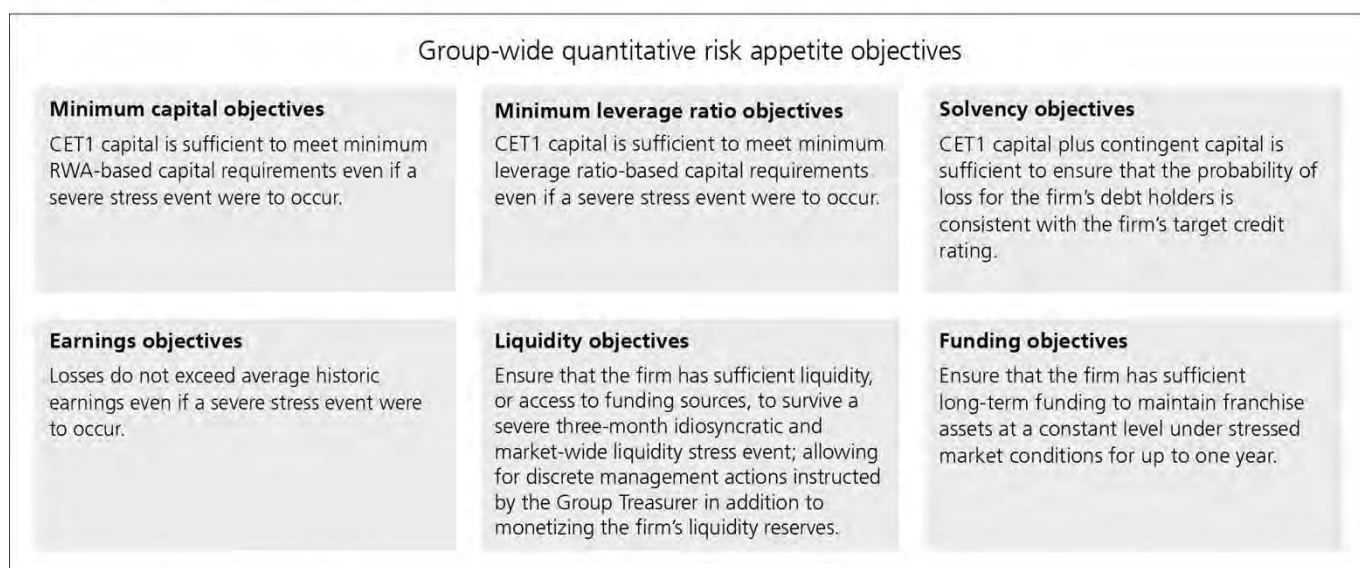 Group-wide quantitative risk appetite objectives
Minimum capital objectives
CET1 capital is sufficient to meet minimum
RWA-based capital requirements even if a
severe stress event were to occur.
Minimum leverage ratio objectives
CET1 capital is sufficient to meet minimum
leverage ratio-based capital requirements
even if a severe stress event were to occur.
Solvency objectives
CET1 capital plus contingent capital is
sufficient to ensure that the probability of
loss for the firm’s debt holders is
consistent with the firm’s target credit
rating.
Earnings objectives
Losses do not exceed average historic
earnings even if a severe stress event were
to occur.
Liquidity objectives
Ensure that the firm has sufficient liquidity,
or access to funding sources, to survive a
severe three-month idiosyncratic and
market-wide liquidity stress event; allowing
for discrete management actions instructed
by the Group Treasurer in addition to
monetizing the firm’s liquidity reserves.
Funding objectives
Ensure that the firm has sufficient
long-term funding to maintain franchise
assets at a constant level under stressed
market conditions for up to one year.